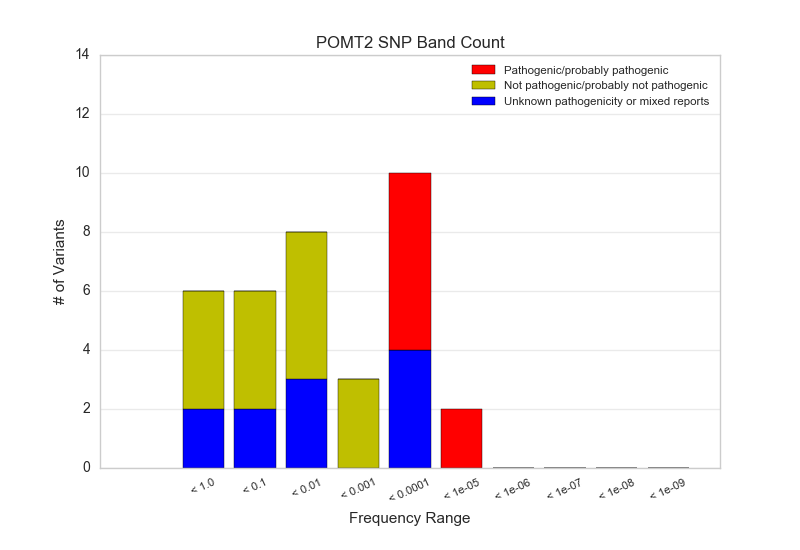 POMT2 SNP Band Count
Pathogenic/probably pathogenic
Not pathogenic/probably not pathogenic
Unknown pathogenicity or mixed reports
14
12
10
8
6
4
2
0
# of Variants
< 1.0
< 0.1
< 0.01
< 0.001
< 0.0001
< 1e-05
< 1e-06
< 1e-07
< 1e-08
< 1e-09
Frequency Range